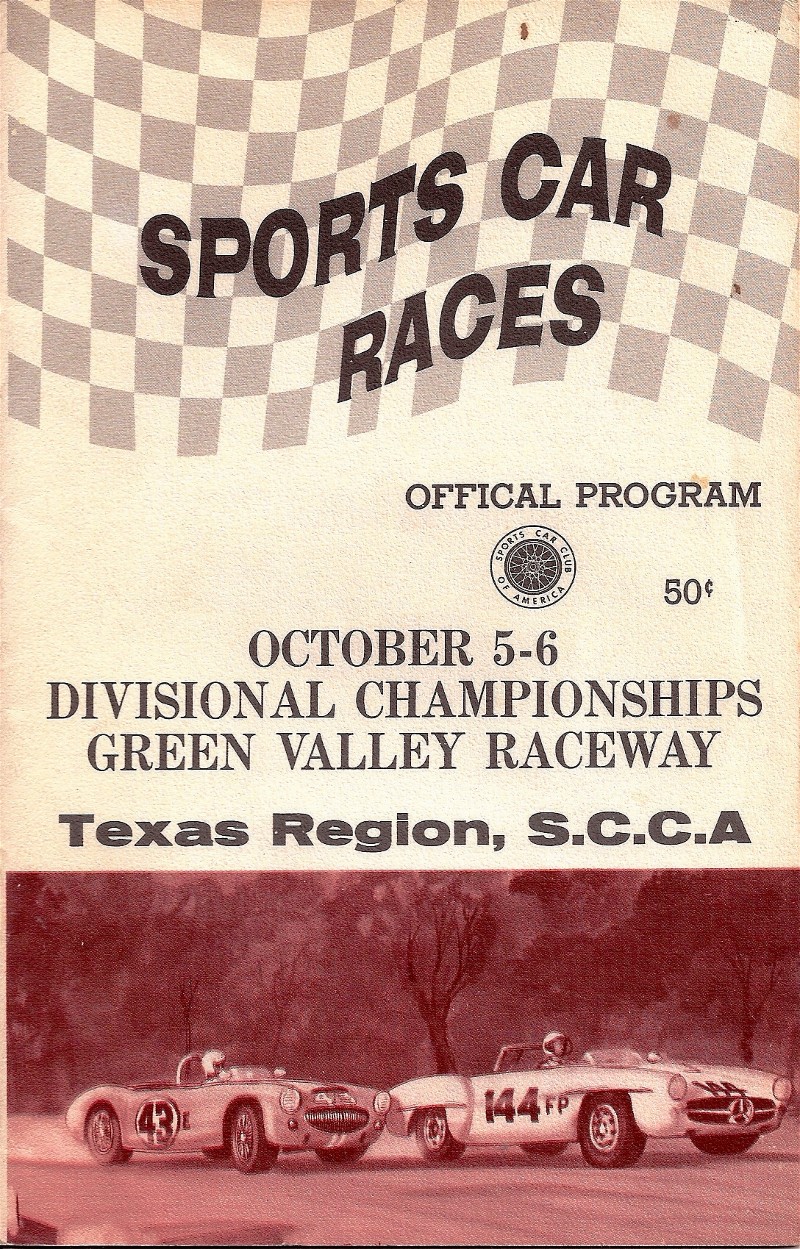 SPORTS CAR
RACES
OFFICAL PROGRAM
SPORTS CAR CLUB
OF AMERICA
50¢
OCTOBER 5-6
DIVISIONAL CHAMPIONSHIPS
GREEN VALLEY RACEWAY
Texas Region, S.C.C.A
43 E
144 FP